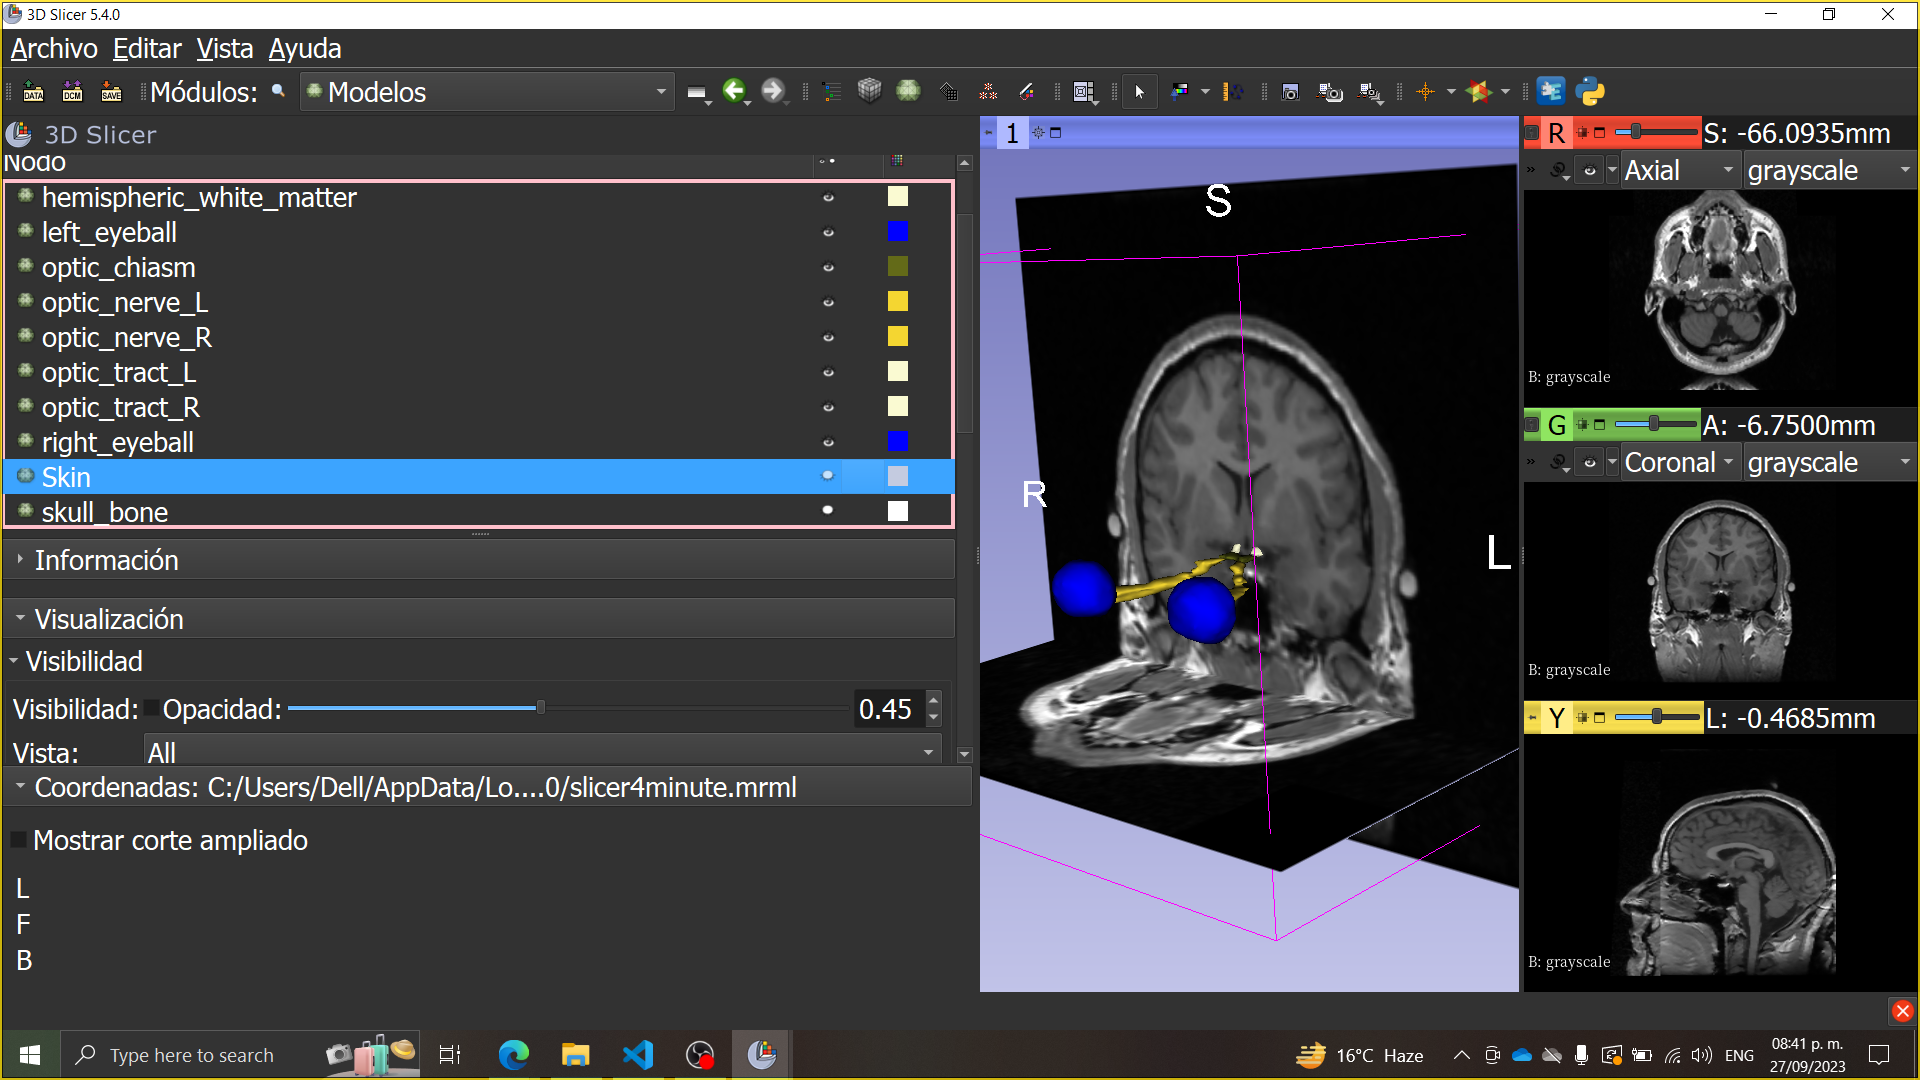 3D Slicer 5.4.0
Archivo Editar Vista Ayuda
DATA DCM SAVE Módulos: Modelos
3D Slicer
Nodo
hemispheric_white_matter
left_eyeball
optic_chiasm
optic_nerve_L
optic_nerve_R
optic_tract_L
optic_tract_R
right_eyeball
Skin
skull_bone
Información
Visualización
Visibilidad
Visibilidad: Opacidad: 0.45
Vista: All
Coordenadas: C:/Users/Dell/AppData/Lo....0/slicer4minute.mrml
Mostrar corte ampliado
L
F
B
1
S
R
L
R S: -66.0935mm
» Axial grayscale
B: grayscale
G A: -6.7500mm
» Coronal grayscale
B: grayscale
Y L: -0.4685mm
B: grayscale
Type here to search
16°C Haze
ENG
08:41 p. m.
27/09/2023